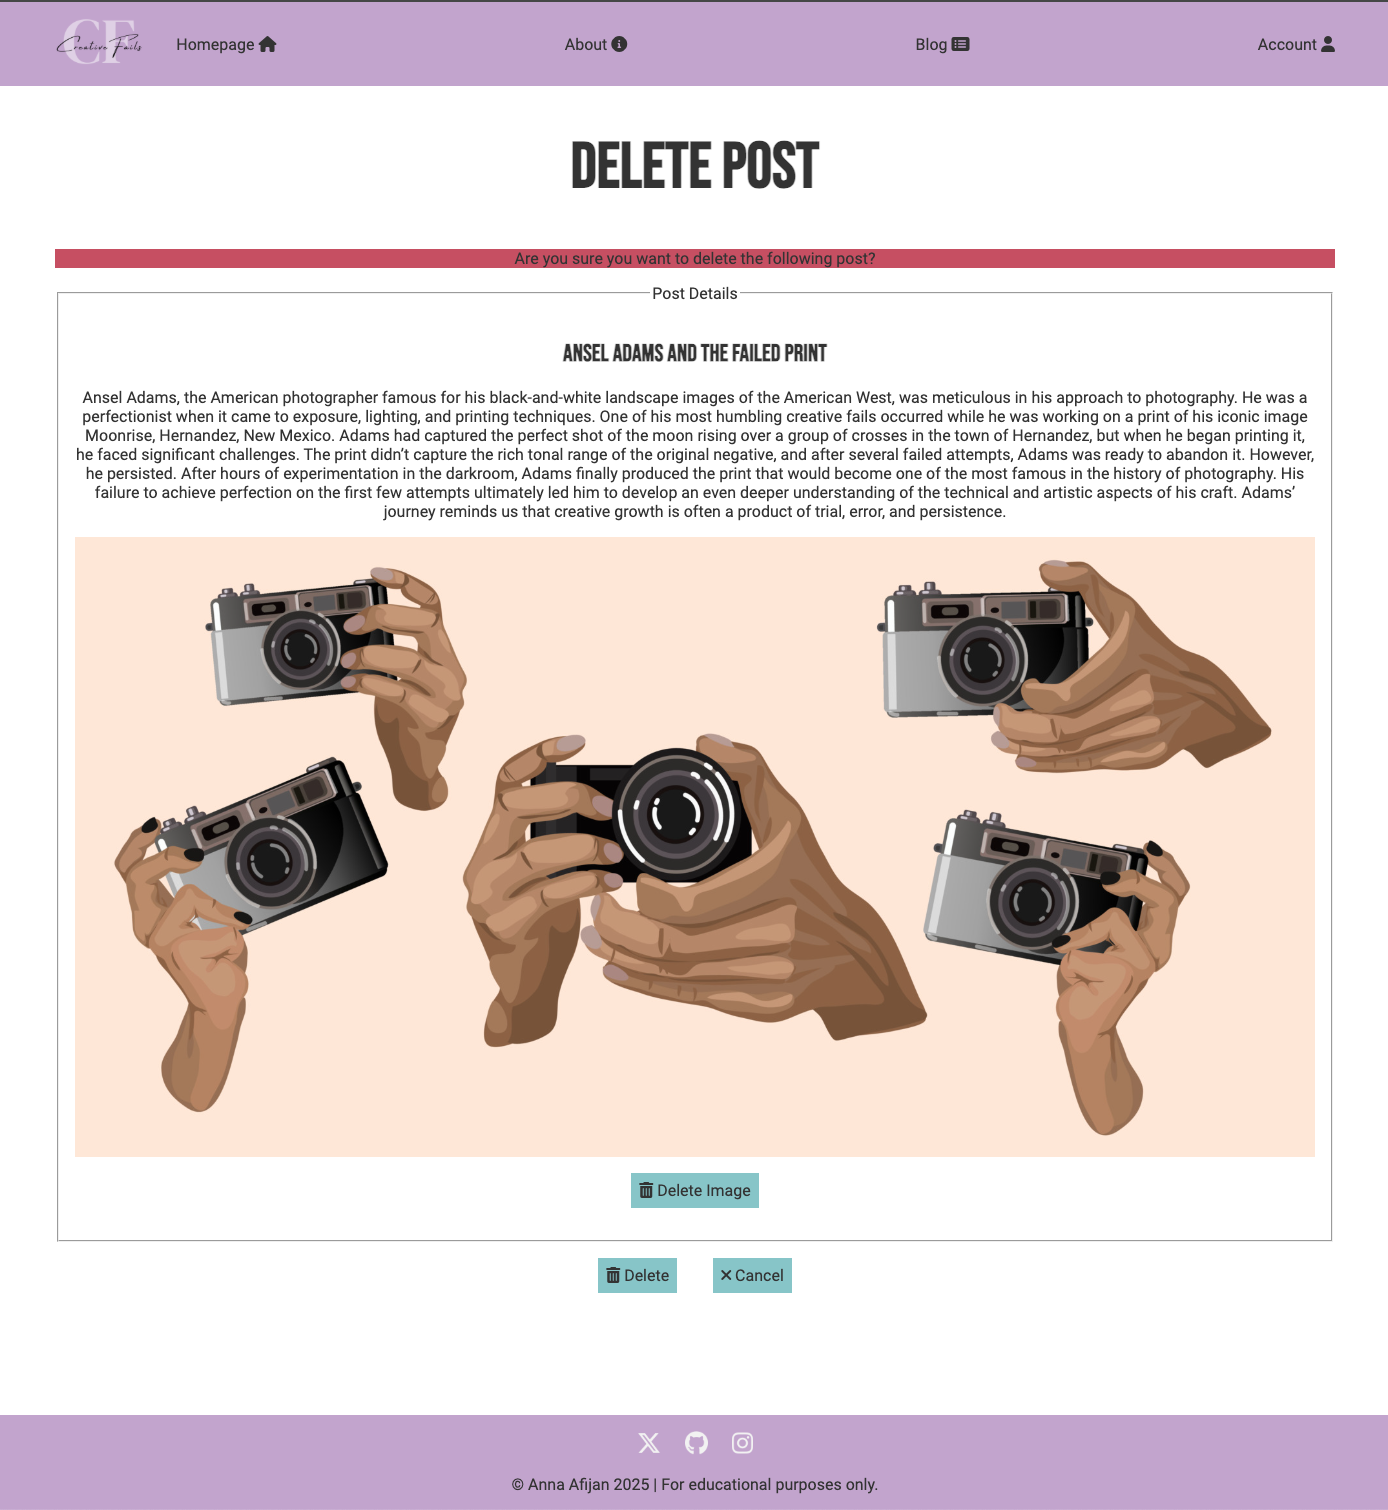 CF
Creative Fails
Homepage
About
Blog
Account
DELETE POST
Are you sure you want to delete the following post?
Post Details
ANSEL ADAMS AND THE FAILED PRINT
Ansel Adams, the American photographer famous for his black-and-white landscape images of the American West, was meticulous in his approach to photography. He was a
perfectionist when it came to exposure, lighting, and printing techniques. One of his most humbling creative fails occurred while he was working on a print of his iconic image
Moonrise, Hernandez, New Mexico. Adams had captured the perfect shot of the moon rising over a group of crosses in the town of Hernandez, but when he began printing it,
he faced significant challenges. The print didn’t capture the rich tonal range of the original negative, and after several failed attempts, Adams was ready to abandon it. However,
he persisted. After hours of experimentation in the darkroom, Adams finally produced the print that would become one of the most famous in the history of photography. His
failure to achieve perfection on the first few attempts ultimately led him to develop an even deeper understanding of the technical and artistic aspects of his craft. Adams’
journey reminds us that creative growth is often a product of trial, error, and persistence.
Delete Image
Delete
Cancel
© Anna Afijan 2025 | For educational purposes only.